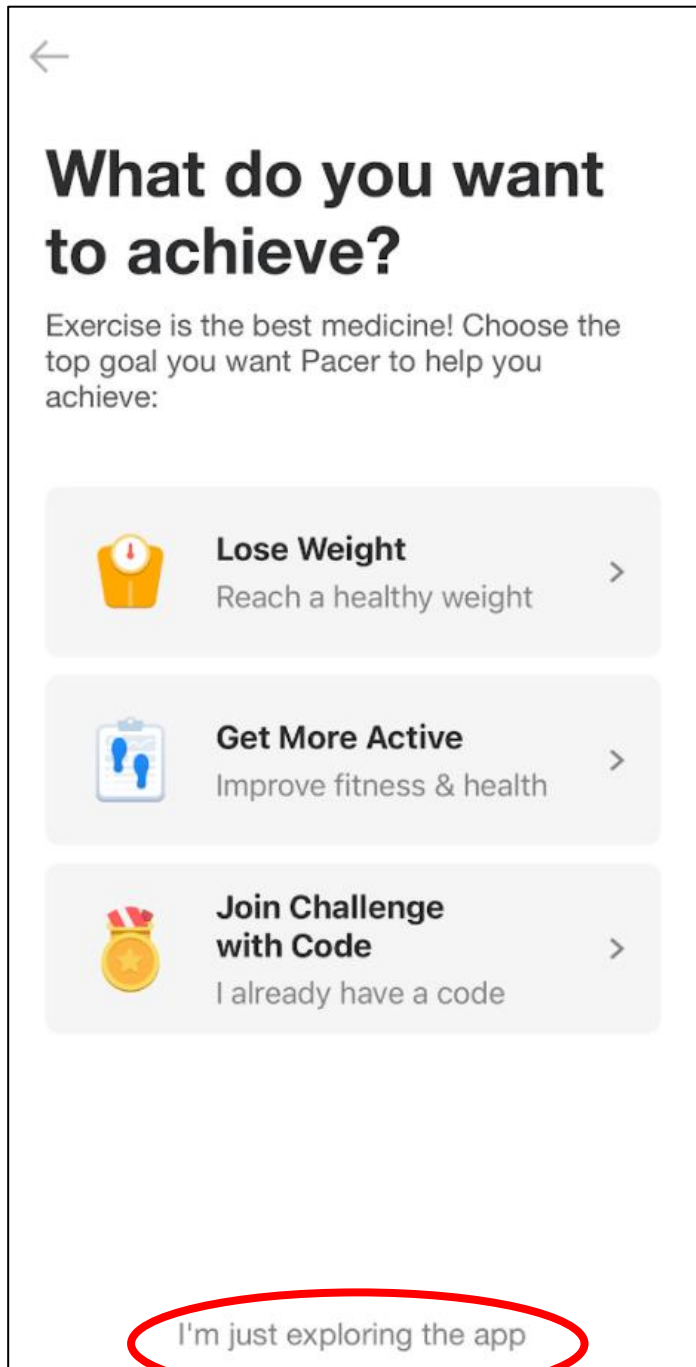 What do you want
to achieve?
Exercise is the best medicine! Choose the
top goal you want Pacer to help you
achieve:
Lose Weight
Reach a healthy weight
Get More Active
Improve fitness & health
Join Challenge
with Code
I already have a code
I'm just exploring the app